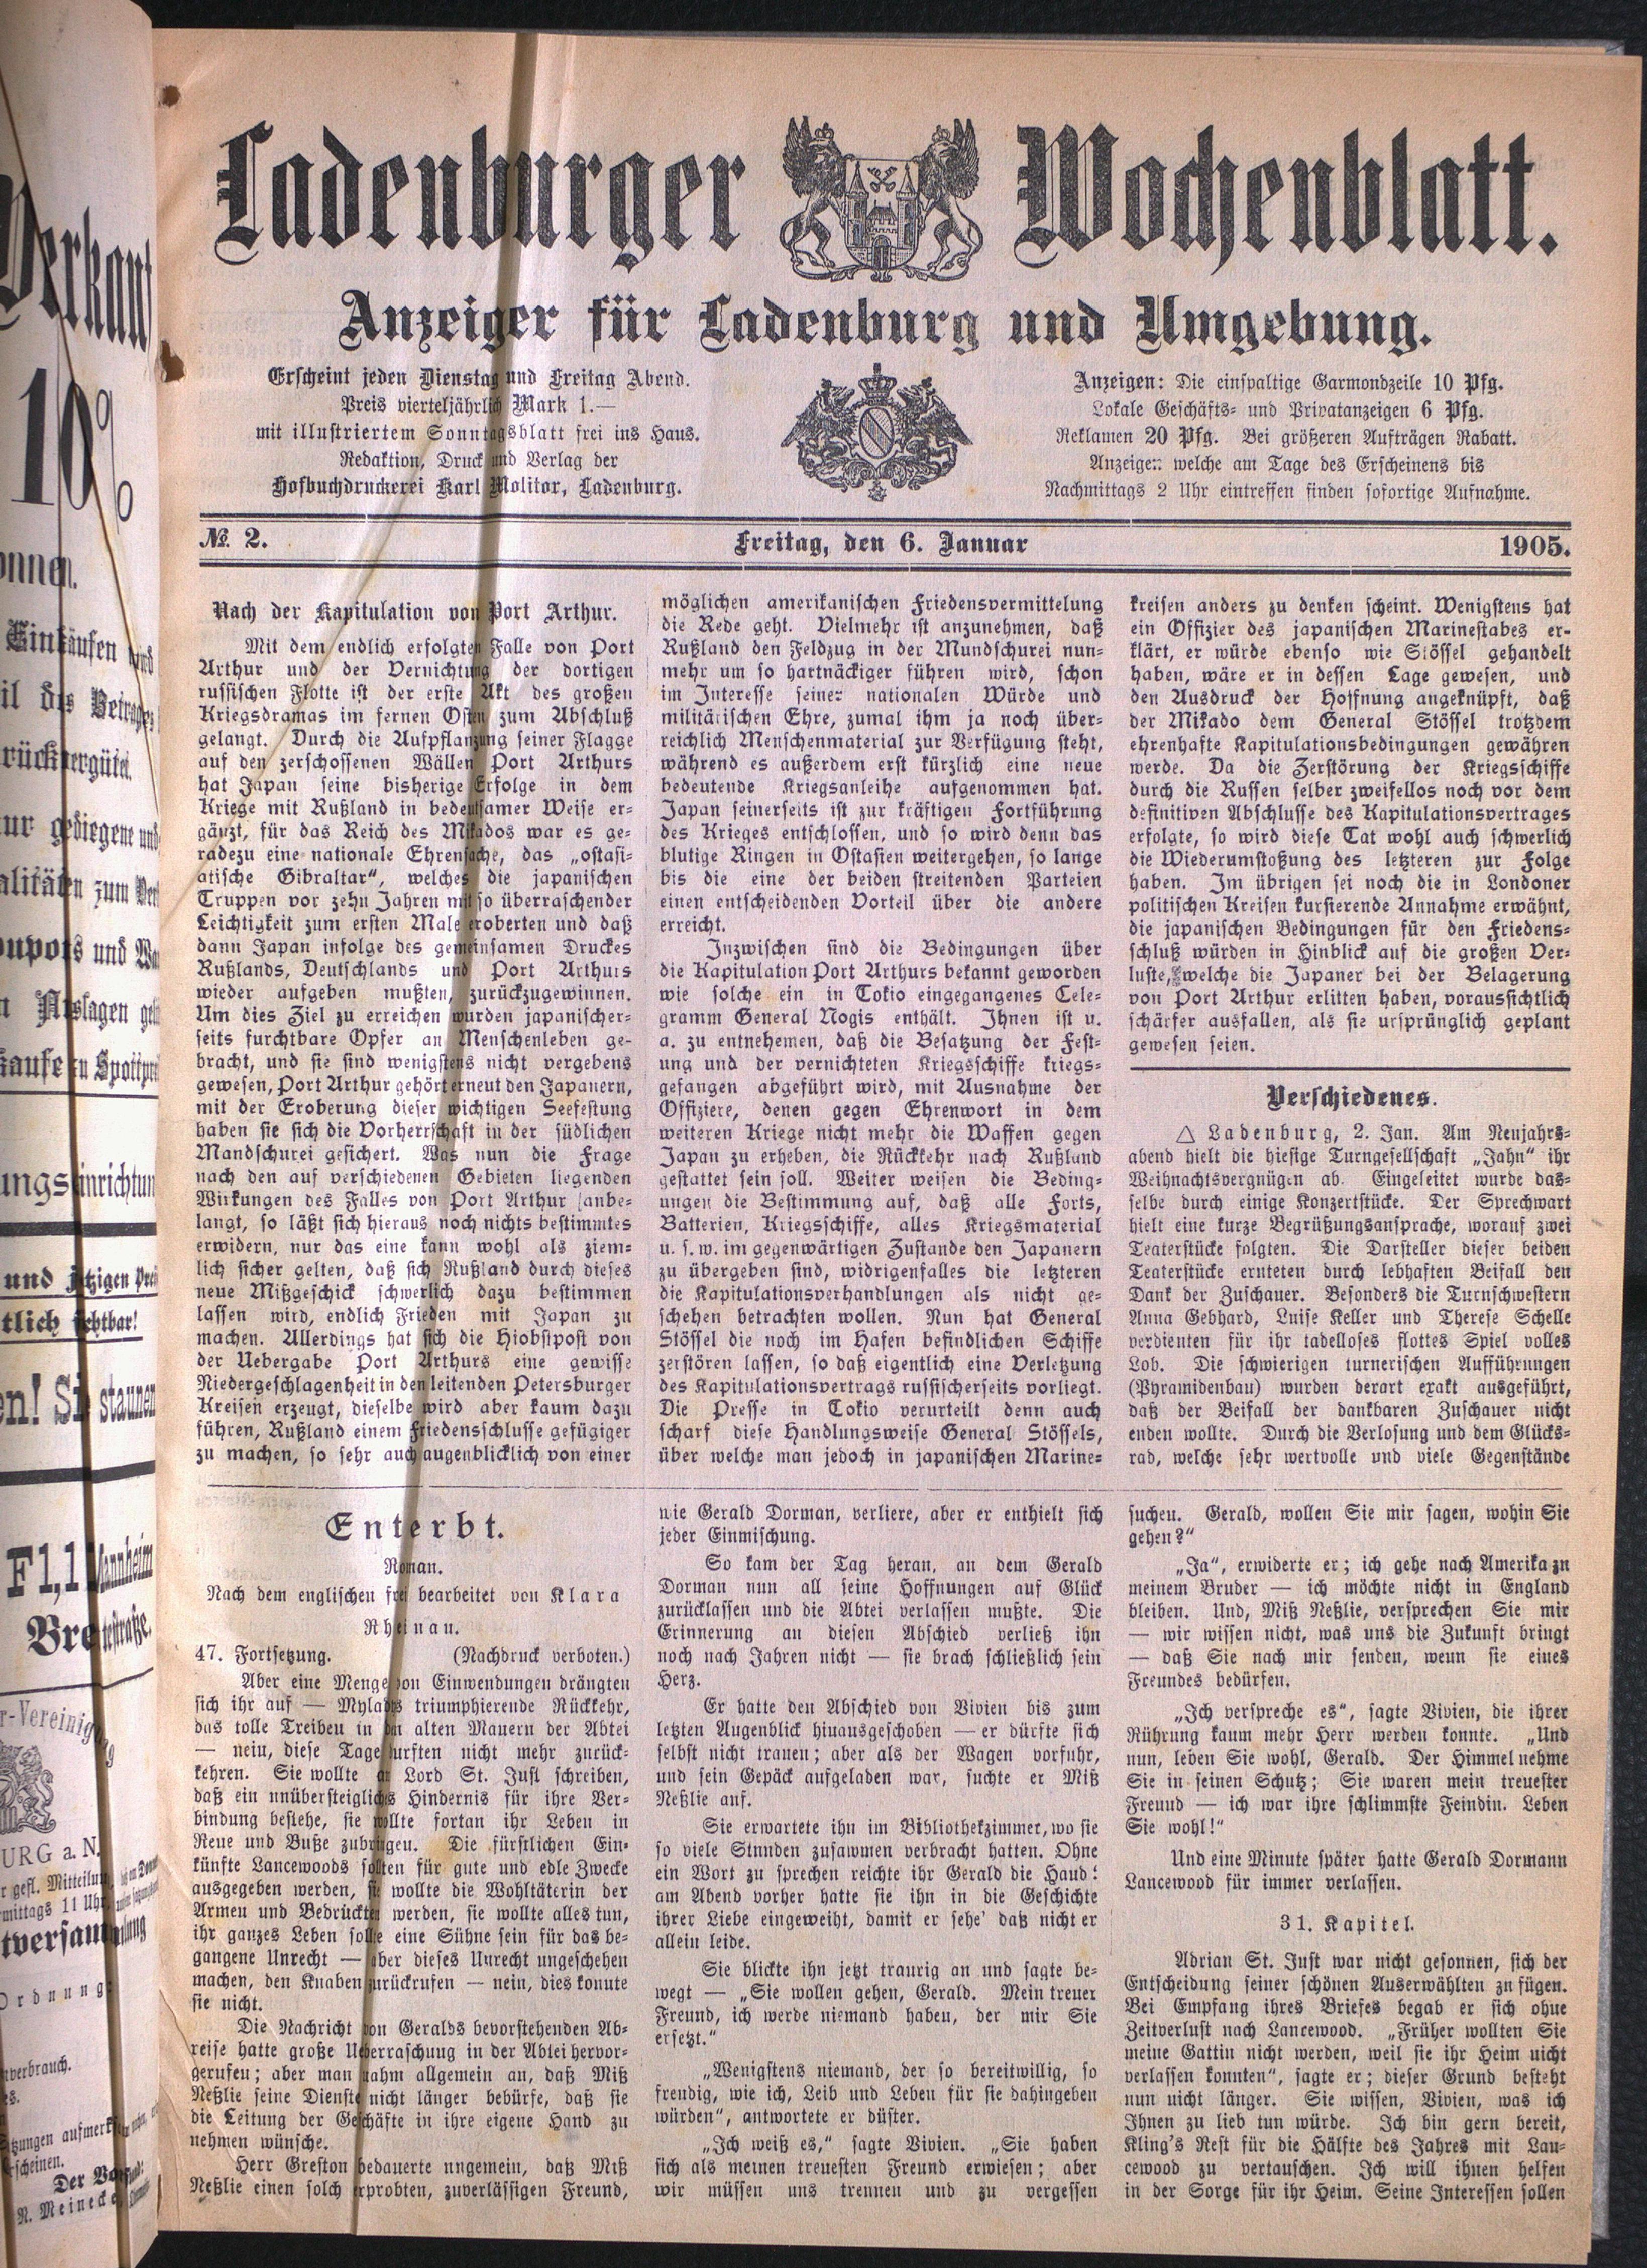 Ladenburger Wochenblatt.
Anzeiger für Ladenburg und Umgebung.
Erscheint jeden Dienstag und Freitag Abend.
Preis vierteljährlich Mark 1.—
mit illustriertem Sonntagsblatt frei ins Haus.
Redaktion, Druck und Verlag der
Hofbuchdruckerei Karl Molitor, Ladenburg.
Anzeigen: Die einspaltige Garmondzeile 10 Pfg.
Lokale Geschäfts- und Privatanzeigen 6 Pfg.
Reklamen 20 Pfg. Bei größeren Aufträgen Rabatt.
Anzeigen welche am Tage des Erscheinens bis
Nachmittags 2 Uhr eintreffen finden sofortige Aufnahme.
№ 2.
Freitag, den 6. Januar
1905.
Nach der Kapitulation von Port Arthur.
Mit dem endlich erfolgten Falle von Port
Arthur und der Vernichtung der dortigen
russischen Flotte ist der erste Akt des großen
Kriegsdramas im fernen Osten zum Abschluß
gelangt. Durch die Aufpflanzung seiner Flagge
auf den zerschossenen Wällen Port Arthurs
hat Japan seine bisherige Erfolge in dem
Kriege mit Rußland in bedeutsamer Weise er-
gänzt, für das Reich des Mikados war es ge-
radezu eine nationale Ehrensache, das „ostasi-
atische Gibraltar“, welches die japanischen
Truppen vor zehn Jahren mit so überraschender
Leichtigkeit zum ersten Male eroberten und daß
dann Japan infolge des gemeinsamen Druckes
Rußlands, Deutschlands und Port Arthurs
wieder aufgeben mußten, zurückzugewinnen.
Um dies Ziel zu erreichen wurden japanischer-
seits furchtbare Opfer an Menschenleben ge-
bracht, und sie sind wenigstens nicht vergebens
gewesen, Port Arthur gehört erneut den Japanern,
mit der Eroberung dieser wichtigen Seefestung
haben sie sich die Vorherrschaft in der südlichen
Mandschurei gesichert. Was nun die Frage
nach den auf verschiedenen Gebieten liegenden
Wirkungen des Falles von Port Arthur anbe-
langt, so läßt sich hieraus noch nichts bestimmtes
erwidern, nur das eine kann wohl als ziem-
lich sicher gelten, daß sich Rußland durch dieses
neue Mißgeschick schwerlich dazu bestimmen
lassen wird, endlich Frieden mit Japan zu
machen. Allerdings hat sich die Hiobspost von
der Uebergabe Port Arthurs eine gewisse
Niedergeschlagenheit in den leitenden Petersburger
Kreisen erzeugt, dieselbe wird aber kaum dazu
führen, Rußland einem Friedensschlusse gefügiger
zu machen, so sehr auch augenblicklich von einer
möglichen amerikanischen Friedensvermittelung
die Rede geht. Vielmehr ist anzunehmen, daß
Rußland den Feldzug in der Mundschurei nun-
mehr um so hartnäckiger führen wird, schon
im Interesse seiner nationalen Würde und
militärischen Ehre, zumal ihm ja noch über-
reichlich Menschenmaterial zur Verfügung steht,
während es außerdem erst kürzlich eine neue
bedeutende Kriegsanleihe aufgenommen hat.
Japan seinerseits ist zur kräftigen Fortführung
des Krieges entschlossen, und so wird denn das
blutige Ringen in Ostasien weitergehen, so lange
bis die eine der beiden streitenden Parteien
einen entscheidenden Vorteil über die andere
erreicht.
Inzwischen sind die Bedingungen über
die Kapitulation Port Arthurs bekannt geworden
wie solche ein in Tokio eingegangenes Tele-
gramm General Nogis enthält. Ihnen ist u.
a. zu entnehemen, daß die Besatzung der Fest-
ung und der vernichteten Kriegsschiffe kriegs-
gefangen abgeführt wird, mit Ausnahme der
Offiziere, denen gegen Ehrenwort in dem
weiteren Kriege nicht mehr die Waffen gegen
Japan zu erheben, die Rückkehr nach Rußland
gestattet sein soll. Weiter weisen die Beding-
ungen die Bestimmung auf, daß alle Forts,
Batterien, Kriegsschiffe, alles Kriegsmaterial
u. s. w. im gegenwärtigen Zustande den Japanern
zu übergeben sind, widrigenfalles die letzteren
die Kapitulationsverhandlungen als nicht ge-
schehen betrachten wollen. Nun hat General
Stössel die noch im Hafen befindlichen Schiffe
zerstören lassen, so daß eigentlich eine Verletzung
des Kapitulationsvertrags russischerseits vorliegt.
Die Presse in Tokio verurteilt denn auch
scharf diese Handlungsweise General Stössels,
über welche man jedoch in japanischen Marine-
kreisen anders zu denken scheint. Wenigstens hat
ein Offizier des japanischen Marinestabes er-
klärt, er würde ebenso wie Stössel gehandelt
haben, wäre er in dessen Lage gewesen, und
den Ausdruck der Hoffnung angeknüpft, daß
der Mikado dem General Stössel trotzdem
ehrenhafte Kapitulationsbedingungen gewähren
werde. Da die Zerstörung der Kriegsschiffe
durch die Russen selber zweifellos noch vor dem
definitiven Abschlusse des Kapitulationsvertrages
erfolgte, so wird diese Tat wohl auch schwerlich
die Wiederumstoßung des letzteren zur Folge
haben. Im übrigen sei noch die in Londoner
politischen Kreisen kursierende Annahme erwähnt,
die japanischen Bedingungen für den Friedens-
schluß würden in Hinblick auf die großen Ver-
luste, welche die Japaner bei der Belagerung
von Port Arthur erlitten haben, voraussichtlich
schärfer ausfallen, als sie ursprünglich geplant
gewesen seien.
Verschiedenes.
△ Ladenburg, 2. Jan. Am Neujahrs-
abend hielt die hiesige Turngesellschaft „Jahn“ ihr
Weihnachtsvergnügen ab. Eingeleitet wurde das-
selbe durch einige Konzertstücke. Der Sprechwart
hielt eine kurze Begrüßungsansprache, worauf zwei
Teaterstücke folgten. Die Darsteller dieser beiden
Teaterstücke ernteten durch lebhaften Beifall den
Dank der Zuschauer. Besonders die Turnschwestern
Anna Gebhard, Luise Keller und Therese Schelle
verdienten für ihr tadelloses flottes Spiel volles
Lob. Die schwierigen turnerischen Aufführungen
(Pyramidenbau) wurden derart exakt ausgeführt,
daß der Beifall der dankbaren Zuschauer nicht
enden wollte. Durch die Verlosung und dem Glücks-
rad, welche sehr wertvolle und viele Gegenstände
Enterbt.
Roman.
Nach dem englischen frei bearbeitet von Klara
Rheinau.
47. Fortsetzung. (Nachdruck verboten.)
Aber eine Menge von Einwendungen drängten
sich ihr auf — Myladys triumphierende Rückkehr,
das tolle Treiben in den alten Mauern der Abtei
— nein, diese Tage durften nicht mehr zurück-
kehren. Sie wollte an Lord St. Just schreiben,
daß ein unübersteigliches Hindernis für ihre Ver-
bindung bestehe, sie wollte fortan ihr Leben in
Reue und Buße zubringen. Die fürstlichen Ein-
künfte Lancewoods sollten für gute und edle Zwecke
ausgegeben werden, sie wollte die Wohltäterin der
Armen und Bedrückten werden, sie wollte alles tun,
ihr ganzes Leben sollte eine Sühne sein für das be-
gangene Unrecht — aber dieses Unrecht ungeschehen
machen, den Knaben zurückrufen — nein, dies konnte
sie nicht.
Die Nachricht von Geralds bevorstehenden Ab-
reise hatte große Ueberraschung in der Abtei hervor-
gerufen; aber man nahm allgemein an, daß Miß
Neßlie seine Dienste nicht länger bebürfe, daß sie
die Leitung der Geschäfte in ihre eigene Hand zu
nehmen wünsche.
Herr Greston bedauerte ungemein, daß Miß
Neßlie einen solch erprobten, zuverlässigen Freund,
wie Gerald Dorman, verliere, aber er enthielt sich
jeder Einmischung.
So kam der Tag heran, an dem Gerald
Dorman nun all seine Hoffnungen auf Glück
zurücklassen und die Abtei verlassen mußte. Die
Erinnerung an diesen Abschied verließ ihn
noch nach Jahren nicht — sie brach schließlich sein
Herz.
Er hatte den Abschied von Vivien bis zum
letzten Augenblick hinausgeschoben — er dürfte sich
selbst nicht trauen; aber als der Wagen vorfuhr,
und sein Gepäck aufgeladen war, suchte er Miß
Neßlie auf.
Sie erwartete ihn im Bibliothekzimmer, wo sie
so viele Stunden zusammen verbracht hatten. Ohne
ein Wort zu sprechen reichte ihr Gerald die Hand:
am Abend vorher hatte sie ihn in die Geschichte
ihrer Liebe eingeweiht, damit er sehe' daß nicht er
allein leide.
Sie blickte ihn jetzt traurig an und sagte be-
wegt — „Sie wollen gehen, Gerald. Mein treuer
Freund, ich werde niemand haben, der mir Sie
ersetzt.“
„Wenigstens niemand, der so bereitwillig, so
freudig, wie ich, Leib und Leben für sie dahingeben
würden“, antwortete er düster.
„Ich weiß es,“ sagte Vivien. „Sie haben
sich als meinen treuesten Freund erwiesen; aber
wir müssen uns trennen und zu vergessen
suchen. Gerald, wollen Sie mir sagen, wohin Sie
gehen?“
„Ja“, erwiderte er; ich gehe nach Amerika zu
meinem Bruder — ich möchte nicht in England
bleiben. Und, Miß Neßlie, versprechen Sie mir
— wir wissen nicht, was uns die Zukunft bringt
— daß Sie nach mir senden, wenn sie eines
Freundes bedürfen.
„Ich verspreche es“, sagte Vivien, die ihrer
Rührung kaum mehr Herr werden konnte. „Und
nun, leben Sie wohl, Gerald. Der Himmel nehme
Sie in seinen Schutz; Sie waren mein treuester
Freund — ich war ihre schlimmste Feindin. Leben
Sie wohl!“
Und eine Minute später hatte Gerald Dormann
Lancewood für immer verlassen.
31. Kapitel.
Adrian St. Just war nicht gesonnen, sich der
Entscheidung seiner schönen Auserwählten zu fügen.
Bei Empfang ihres Briefes begab er sich ohne
Zeitverlust nach Lancewood. „Früher wollten Sie
meine Gattin nicht werden, weil sie ihr Heim nicht
verlassen konnten“, sagte er; dieser Grund besteht
nun nicht länger. Sie wissen, Vivien, was ich
Ihnen zu lieb tun würde. Ich bin gern bereit,
Kling's Rest für die Hälfte des Jahres mit Lan-
cewood zu vertauschen. Ich will ihnen helfen
in der Sorge für ihr Heim. Seine Interessen sollen
10%
F1,1 Mannheim